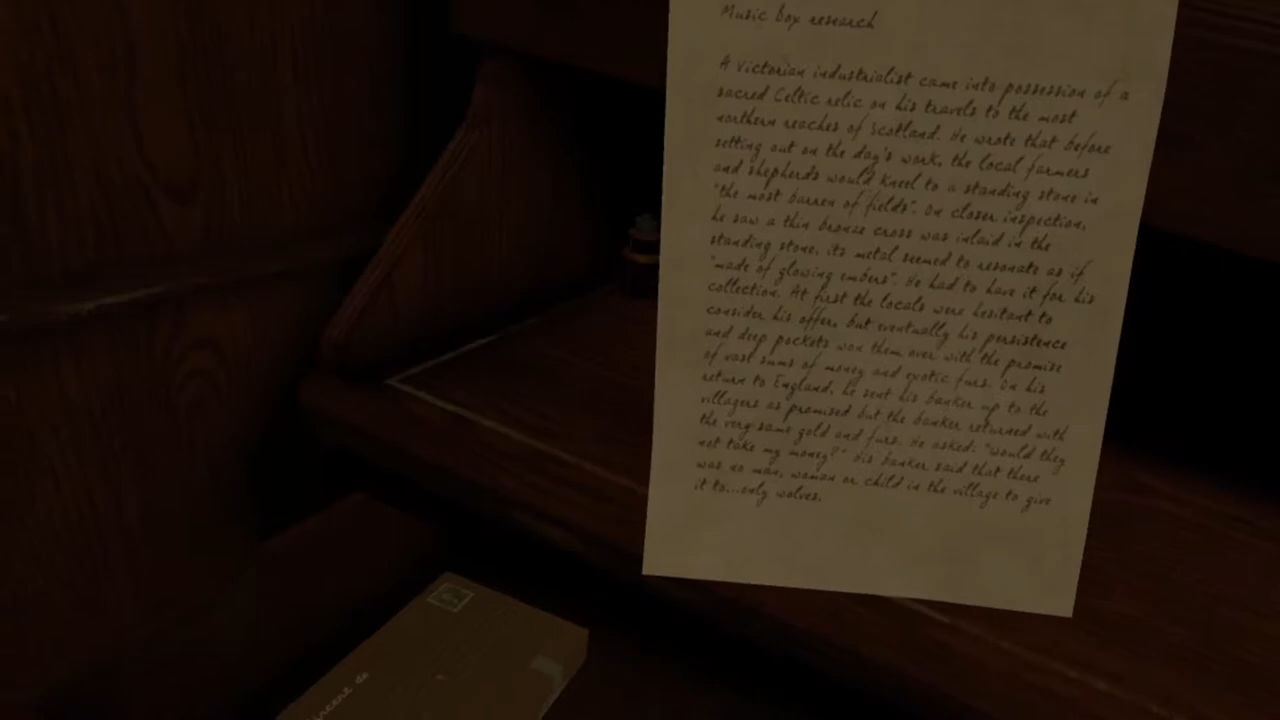 Music box research
A Victorian industrialist came into possession of a
sacred Celtic relic on his travels to the most
northern reaches of Scotland. He wrote that before
setting out on the day's work, the local farmers
and shepherds would kneel to a standing stone in
"the most barren of fields". On closer inspection,
he saw a thin bronze cross was inlaid in the
standing stone, its metal seemed to resonate as if
"made of glowing embers". He had to have it for his
collection. At first the locals were hesitant to
consider his offer, but eventually his persistence
and deep pockets won them over with the promise
of vast sums of money and exotic furs. On his
return to England, he sent his banker up to the
villagers as promised but the banker returned with
the very same gold and furs. He asked: "would they
not take my money?" His banker said that there
was no man, woman or child in the village to give
it to...only wolves.
de